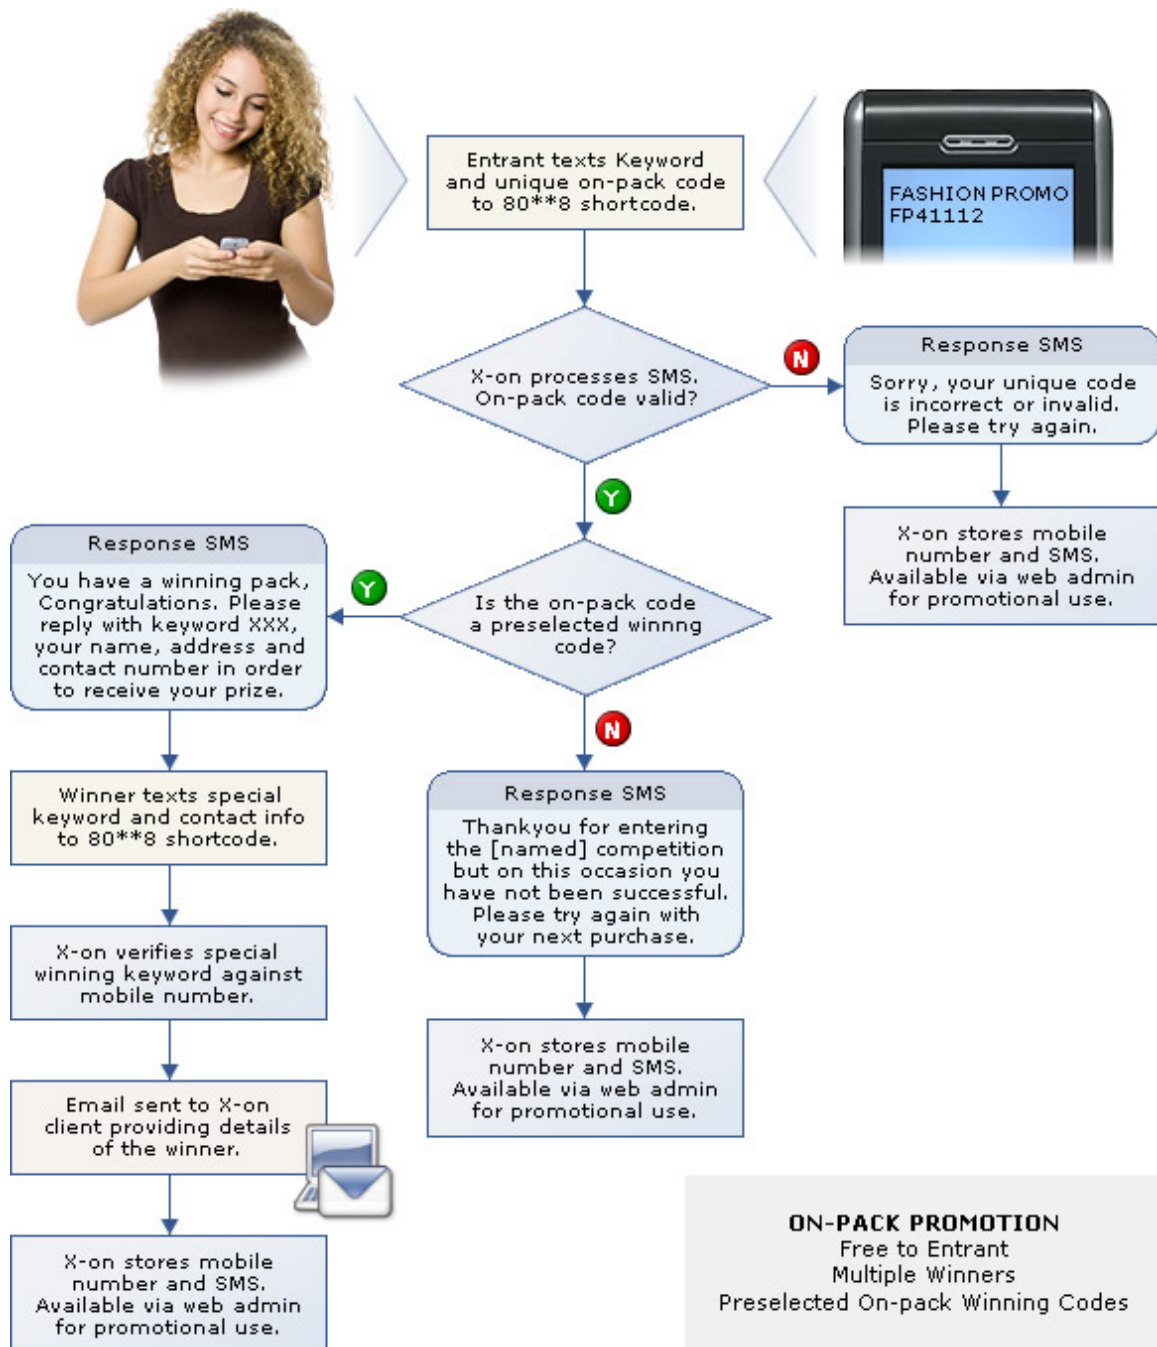 Entrant texts Keyword
and unique on-pack code
to 80**8 shortcode.
FASHION PROMO
FP41112
X-on processes SMS.
On-pack code valid?
N
Response SMS
Sorry, your unique code
is incorrect or invalid.
Please try again.
X-on stores mobile
number and SMS.
Available via web admin
for promotional use.
Y
Is the on-pack code
a preselected winnng
code?
Y
Response SMS
You have a winning pack,
Congratulations. Please
reply with keyword XXX,
your name, address and
contact number in order
to receive your prize.
Winner texts special
keyword and contact info
to 80**8 shortcode.
X-on verifies special
winning keyword against
mobile number.
Email sent to X-on
client providing details
of the winner.
X-on stores mobile
number and SMS.
Available via web admin
for promotional use.
N
Response SMS
Thankyou for entering
the [named] competition
but on this occasion you
have not been successful.
Please try again with
your next purchase.
X-on stores mobile
number and SMS.
Available via web admin
for promotional use.
ON-PACK PROMOTION
Free to Entrant
Multiple Winners
Preselected On-pack Winning Codes